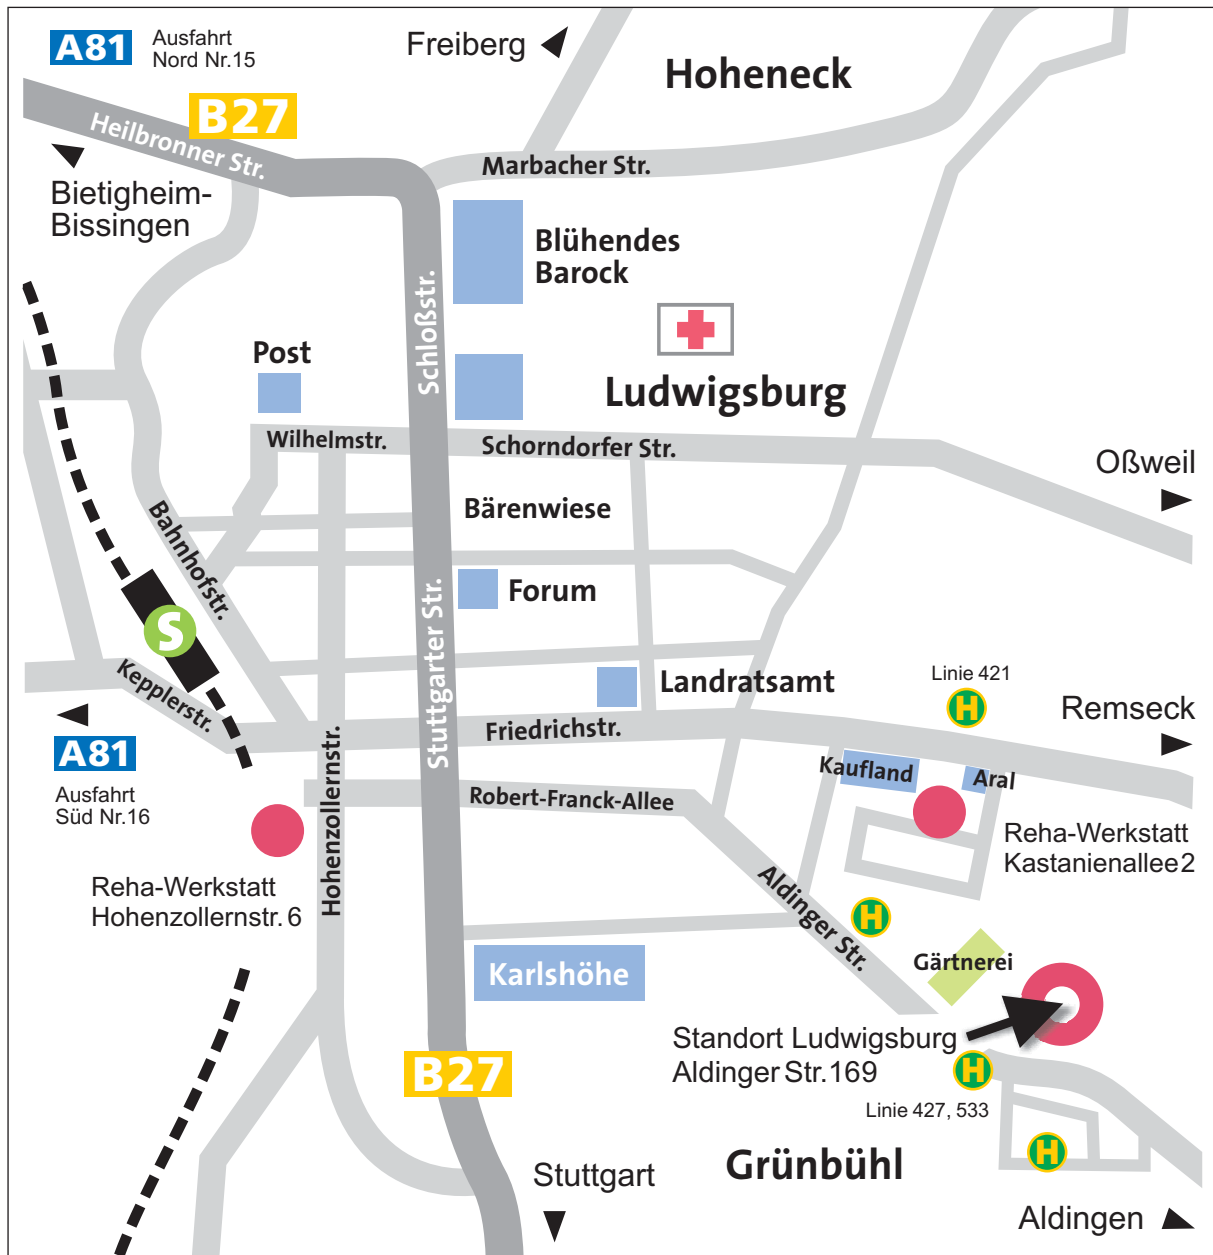 A81
Ausfahrt
Nord Nr.15
Freiberg
Hoheneck
B27
Heilbronner Str.
Marbacher Str.
Bietigheim-
Bissingen
Blühendes
Barock
Schloßstr.
Post
Ludwigsburg
Wilhelmstr.
Schorndorfer Str.
Oßweil
Bärenwiese
Bahnhofstr.
Forum
Stuttgarter Str.
S
Kepplerstr.
Landratsamt
Linie 421
H
Remseck
Friedrichstr.
A81
Ausfahrt
Süd Nr.16
Hohenzollernstr.
Kaufland
Aral
Robert-Franck-Allee
Reha-Werkstatt
Kastanienallee 2
Reha-Werkstatt
Hohenzollernstr. 6
Aldinger Str.
H
Gärtnerei
Karlshöhe
Standort Ludwigsburg
Aldinger Str. 169
B27
H
Linie 427, 533
H
Grünbühl
Stuttgart
Aldingen